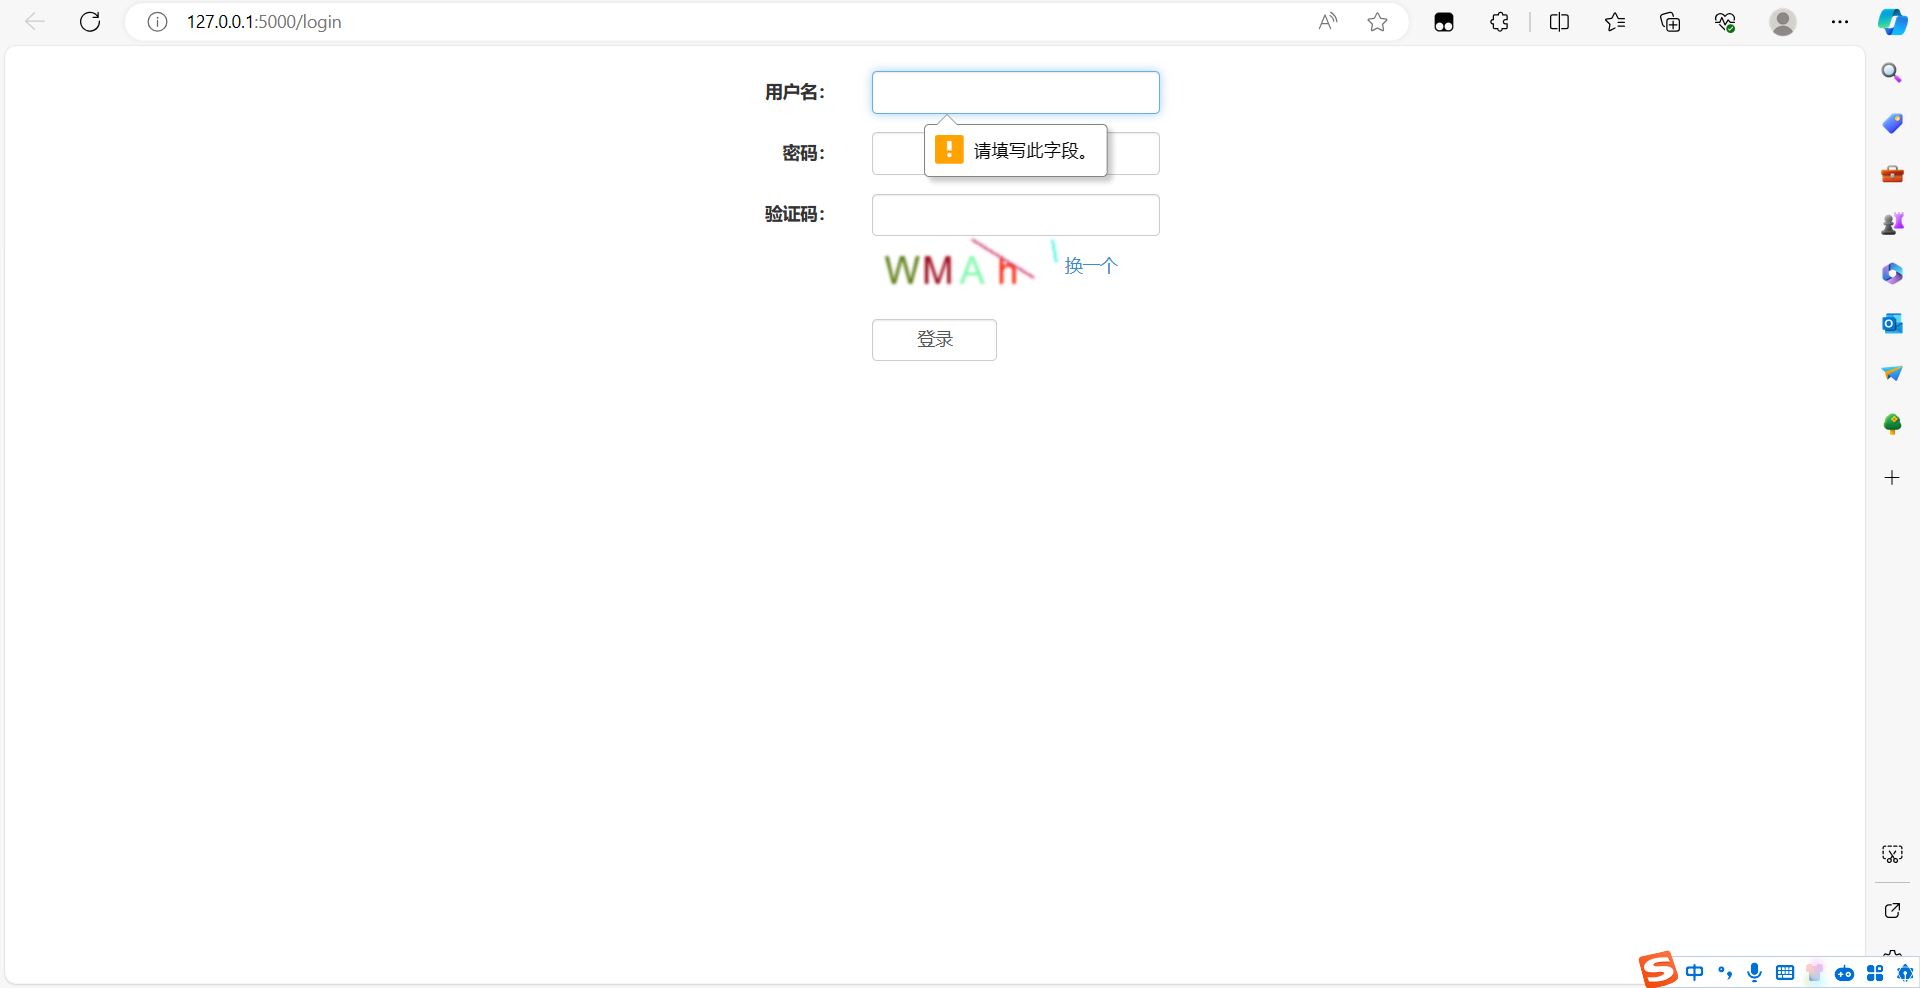 127.0.0.1:5000/login
用户名：
请填写此字段。
密码：
验证码：
WMAh
换一个
登录
中